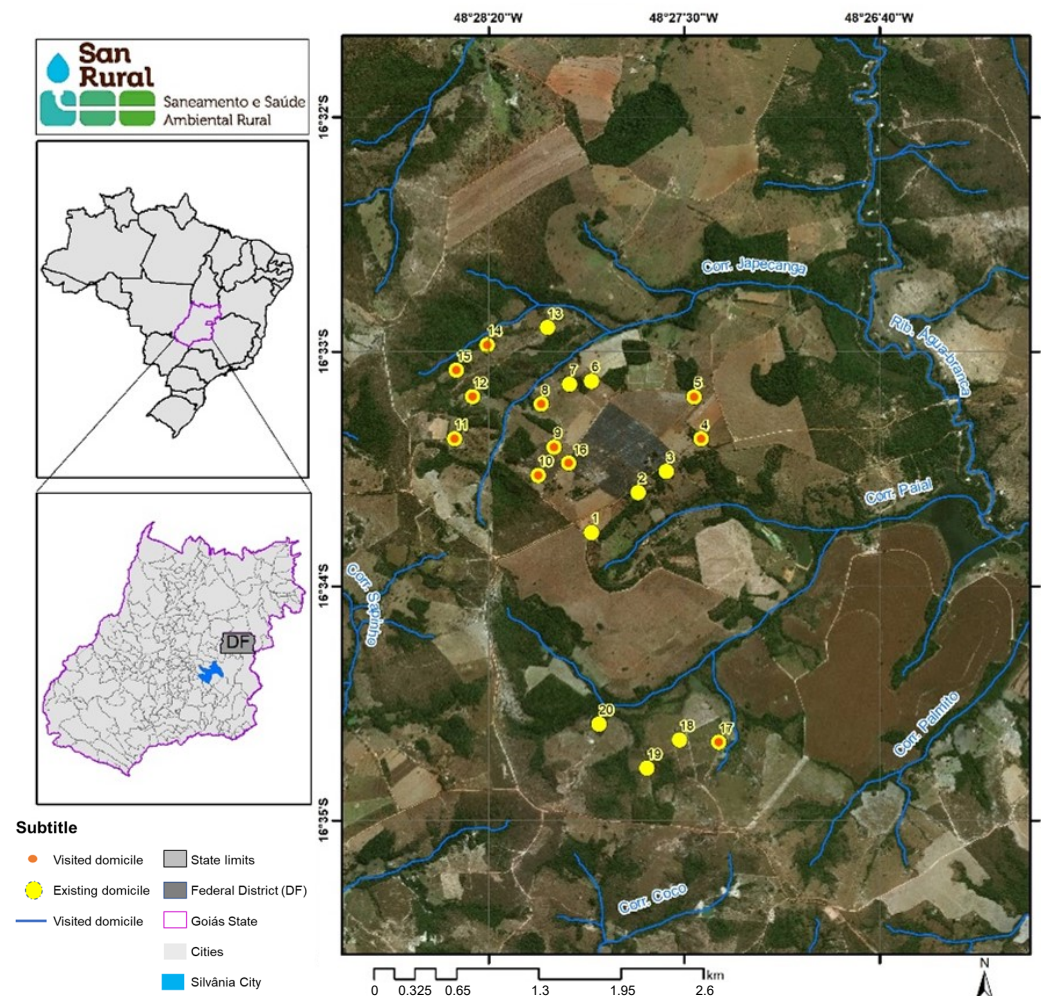 San
Rural
Saneamento e Saúde
Ambiental Rural
DF
Subtitle
Visited domicile
Existing domicile
Visited domicile
State limits
Federal District (DF)
Goiás State
Cities
Silvânia City
48°28'20"W
48°27'30"W
48°26'40"W
16°32'S
16°33'S
16°34'S
16°35'S
Corr. Japecanga
Rib. Água-branca
Corr. Paial
Corr. Sapinho
Corr. Palmito
Corr. Coco
13
14
15
12
11
7
6
8
5
4
9
16
10
3
2
1
20
18
17
19
km
0 0.325 0.65 1.3 1.95 2.6
N